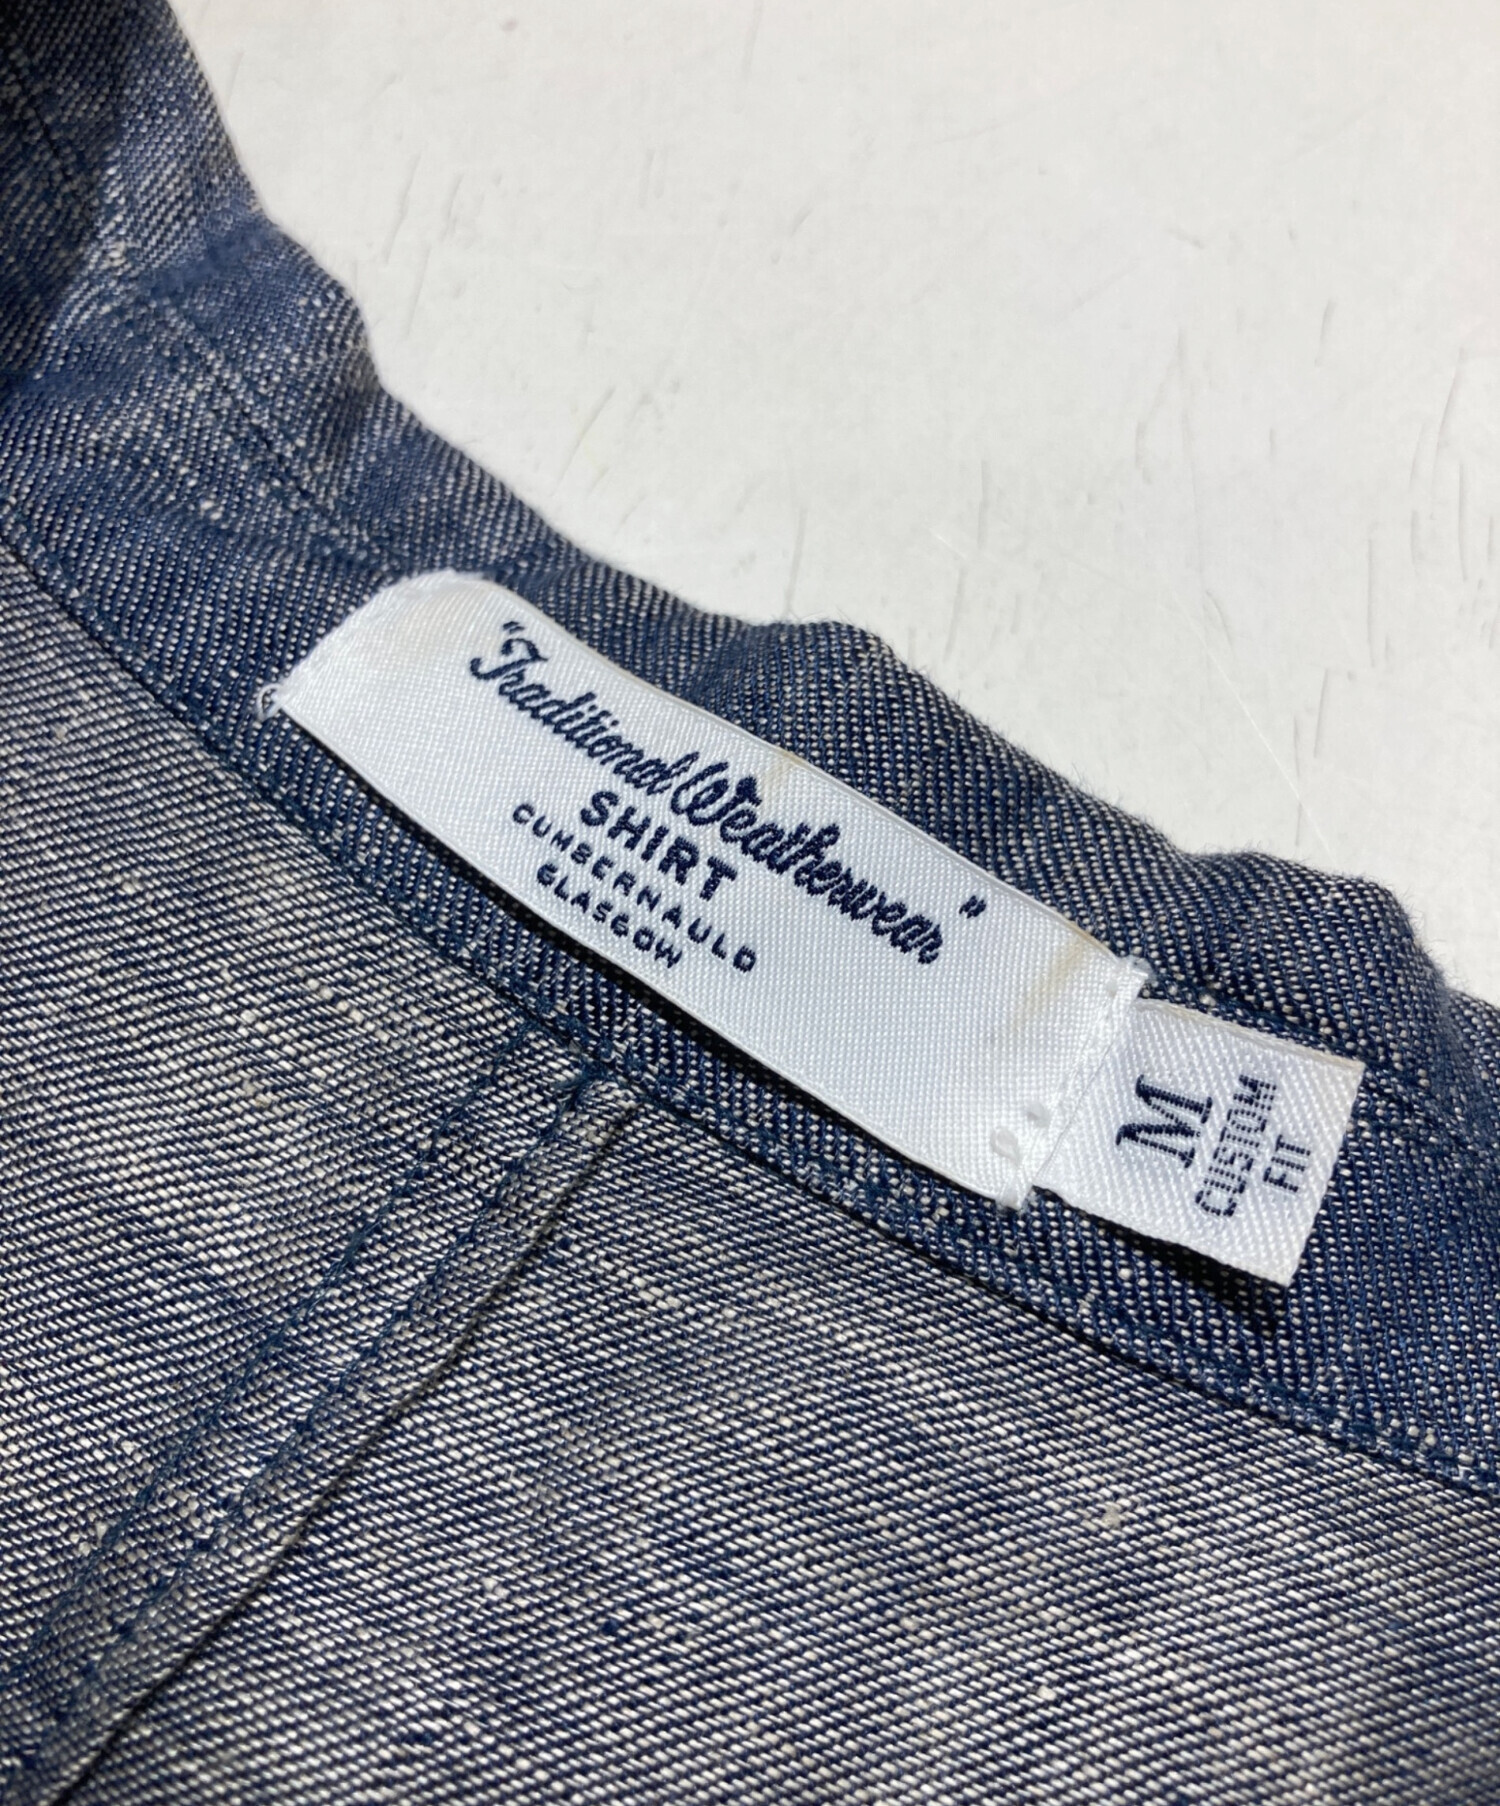 "Traditional Weatherwear"
SHIRT
CUMBERNAULD
GLASGOW
M
CUSTOM
FIT